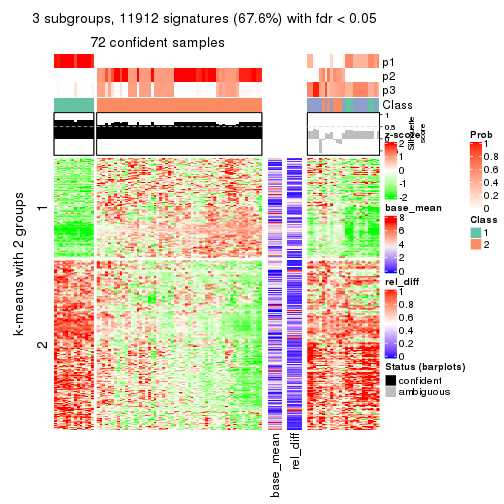 3 subgroups, 11912 signatures (67.6%) with fdr < 0.05
72 confident samples
p1
p2
p3
Class
1
0.5
0
Silhouette
score
z-score
2
1
0
-1
-2
base_mean
8
6
4
2
0
rel_diff
1
0.8
0.6
0.4
0.2
0
Status (barplots)
confident
ambiguous
Prob
1
0.8
0.6
0.4
0.2
0
Class
1
2
k-means with 2 groups
1
2
base_mean
rel_diff